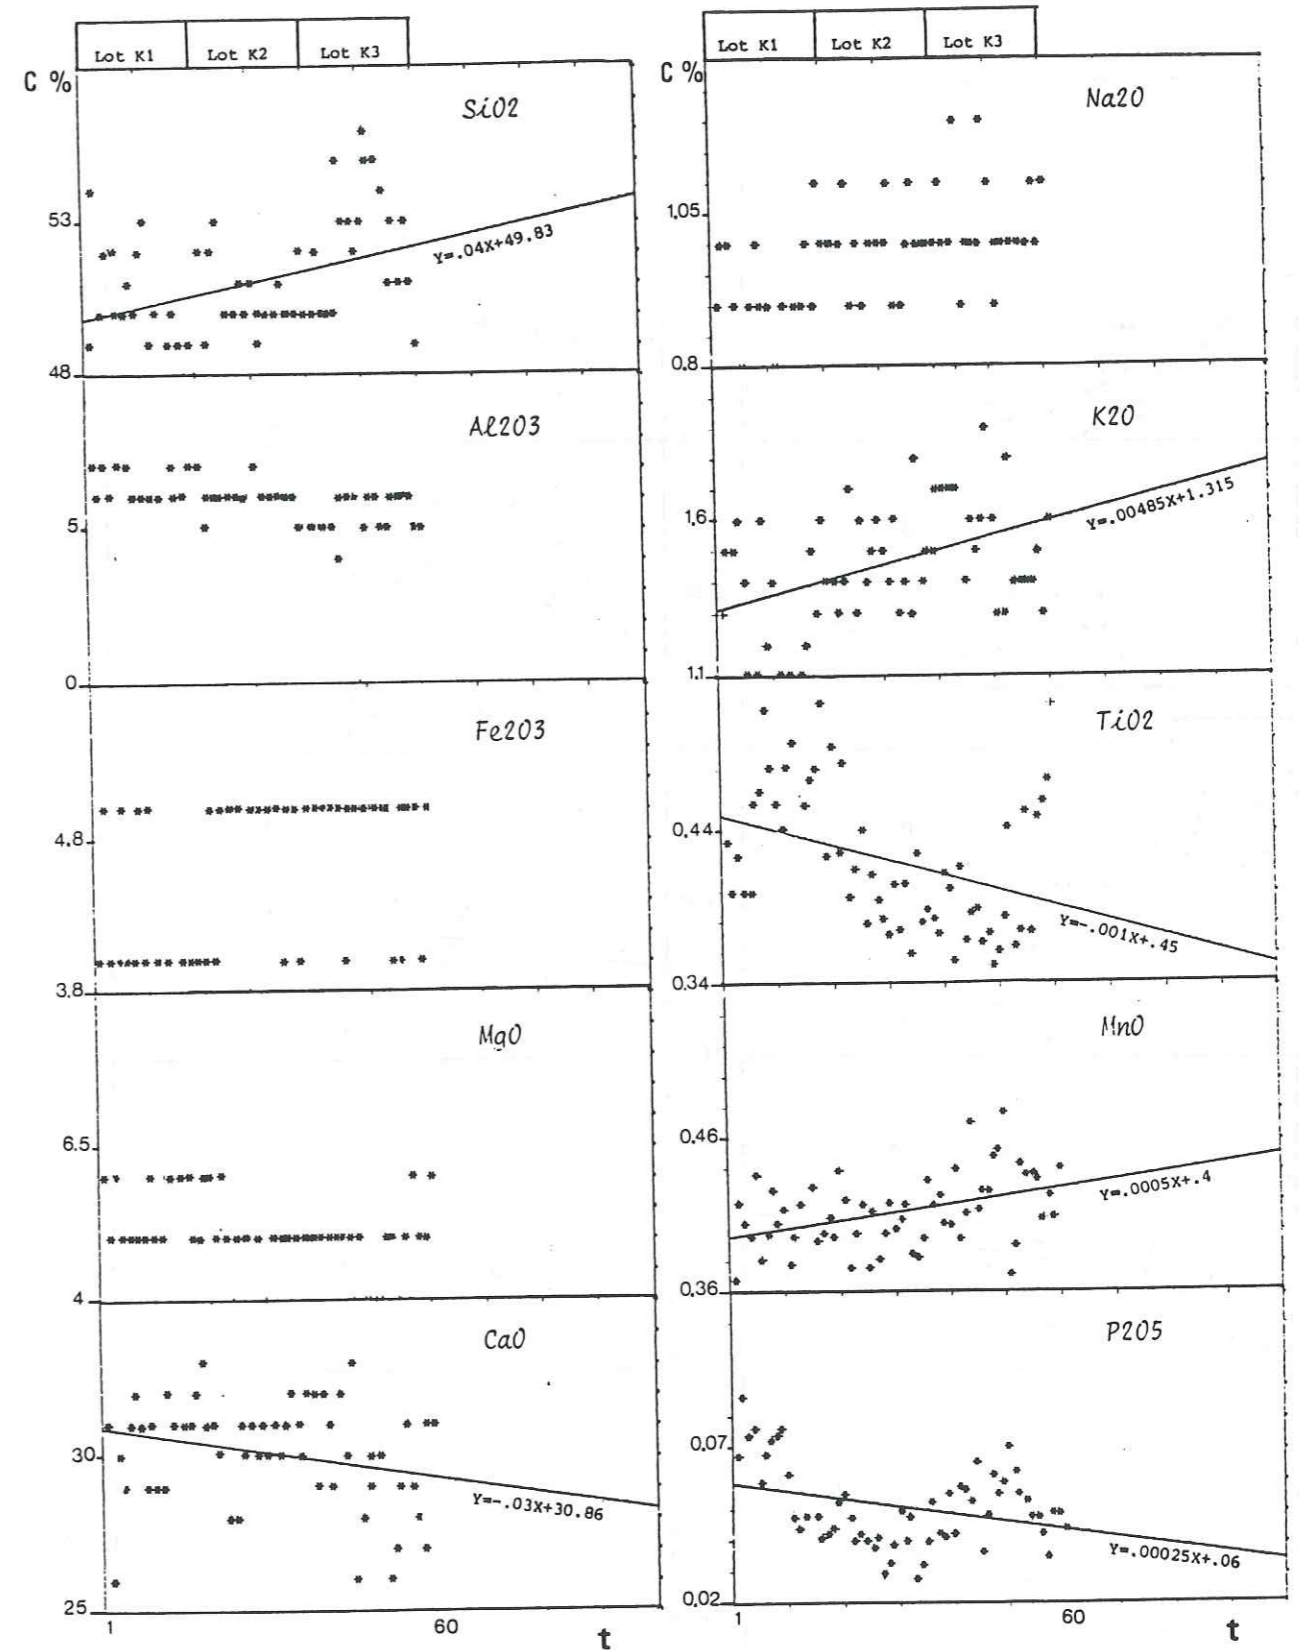 Lot K1 Lot K2 Lot K3
C %
SiO2
53
Y=.04X+49.83
48
Al2O3
5
0
Fe2O3
4.8
3.8
MgO
6.5
4
CaO
30
Y=-.03X+30.86
25
1 60 t
Lot K1 Lot K2 Lot K3
C %
Na2O
1,05
0.8
K2O
1,6
Y=.00485X+1.315
1.1
TiO2
0,44
Y=-.001X+.45
0,34
MnO
0,46
Y=.0005X+.4
0,36
P2O5
0,07
Y=.00025X+.06
0,02
1 60 t